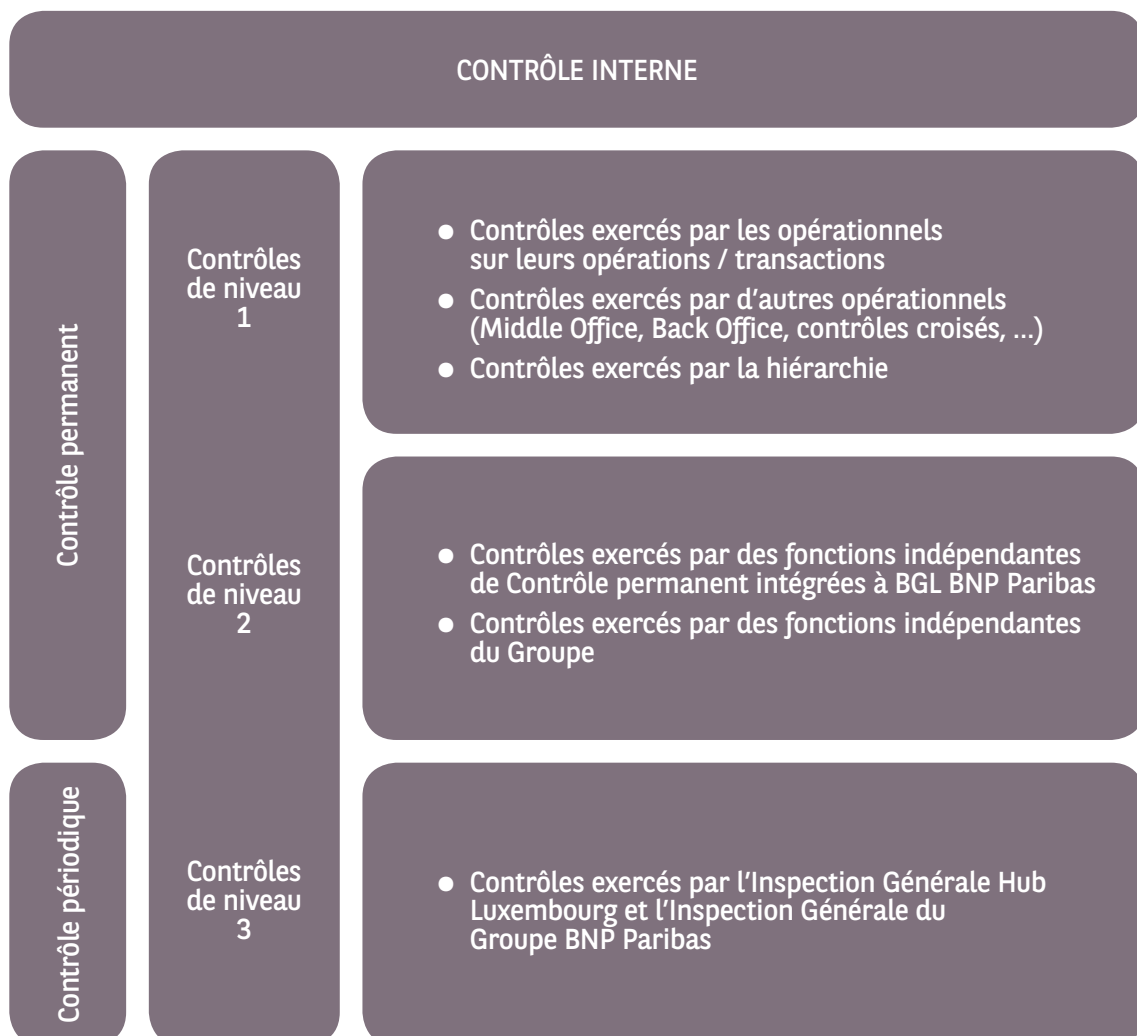 CONTRÔLE INTERNE
Contrôle permanent
Contrôles
de niveau
1
● Contrôles exercés par les opérationnels
sur leurs opérations / transactions
● Contrôles exercés par d'autres opérationnels
(Middle Office, Back Office, contrôles croisés, ...)
● Contrôles exercés par la hiérarchie
Contrôles
de niveau
2
● Contrôles exercés par des fonctions indépendantes
de Contrôle permanent intégrées à BGL BNP Paribas
● Contrôles exercés par des fonctions indépendantes
du Groupe
Contrôle périodique
Contrôles
de niveau
3
● Contrôles exercés par l'Inspection Générale Hub
Luxembourg et l'Inspection Générale du
Groupe BNP Paribas